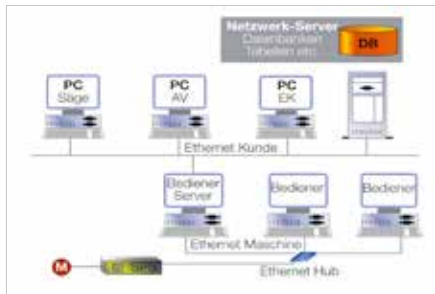 Netzwerk-Server
Datenbanken
Tabellen etc.
DB
PC
Säge
PC
AV
PC
EK
Ethernet Kunde
Bediener
Server
Bediener
Bediener
Ethernet Maschine
M
Ethernet Hub